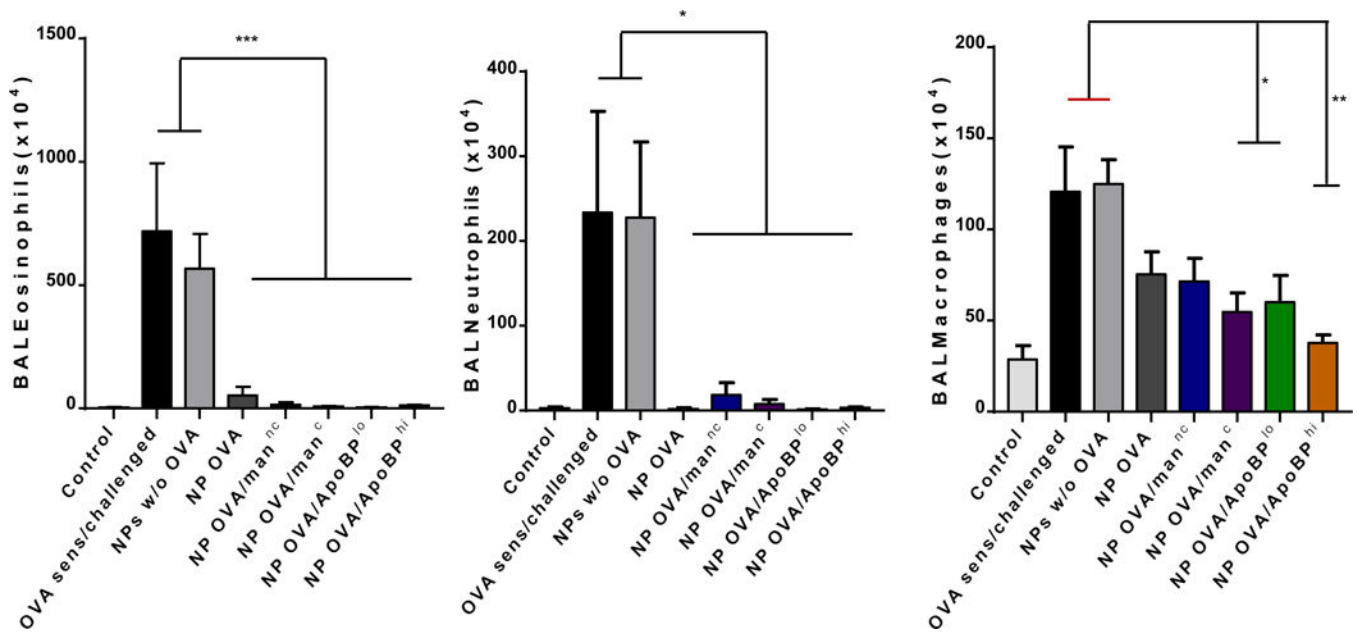 BALEosinophils(x10⁴)
1500
1000
500
0
***
Control
OVA sens/challenged
NPs w/o OVA
NP OVA
NP OVA/man nc
NP OVA/man c
NP OVA/ApoBP lo
NP OVA/ApoBP hi
BALNeutrophils (x10⁴)
400
300
200
100
0
*
Control
OVA sens/challenged
NPs w/o OVA
NP OVA
NP OVA/man nc
NP OVA/man c
NP OVA/ApoBP lo
NP OVA/ApoBP hi
BALMacrophages(x10⁴)
200
150
100
50
0
*
**
Control
OVA sens/challenged
NPs w/o OVA
NP OVA
NP OVA/man nc
NP OVA/man c
NP OVA/ApoBP lo
NP OVA/ApoBP hi